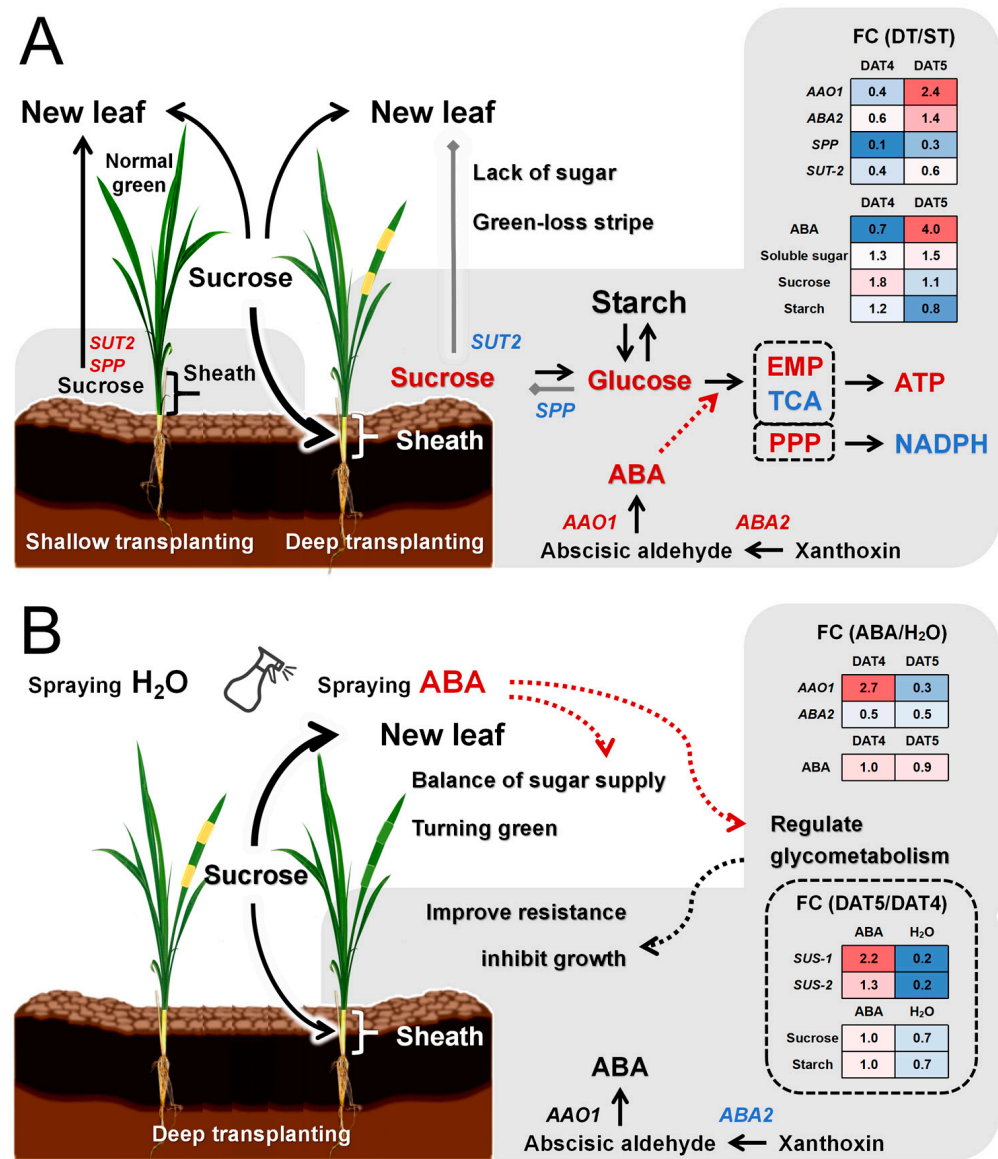 A
New leaf
New leaf
Normal
green
Lack of sugar
Green-loss stripe
Sucrose
SUT2
SPP
Sucrose
Sheath
Sheath
Shallow transplanting
Deep transplanting
SUT2
Sucrose
SPP
Starch
Glucose
EMP
TCA
PPP
ATP
NADPH
ABA
AAO1
ABA2
Abscisic aldehyde
Xanthoxin
FC (DT/ST)
DAT4 DAT5
AAO1 0.4 2.4
ABA2 0.6 1.4
SPP 0.1 0.3
SUT-2 0.4 0.6
DAT4 DAT5
ABA 0.7 4.0
Soluble sugar 1.3 1.5
Sucrose 1.8 1.1
Starch 1.2 0.8
B
Spraying H₂O
Spraying ABA
New leaf
Balance of sugar supply
Turning green
Sucrose
Improve resistance
inhibit growth
Sheath
Deep transplanting
ABA
AAO1
ABA2
Abscisic aldehyde
Xanthoxin
FC (ABA/H₂O)
DAT4 DAT5
AAO1 2.7 0.3
ABA2 0.5 0.5
DAT4 DAT5
ABA 1.0 0.9
Regulate
glycometabolism
FC (DAT5/DAT4)
ABA H₂O
SUS-1 2.2 0.2
SUS-2 1.3 0.2
ABA H₂O
Sucrose 1.0 0.7
Starch 1.0 0.7